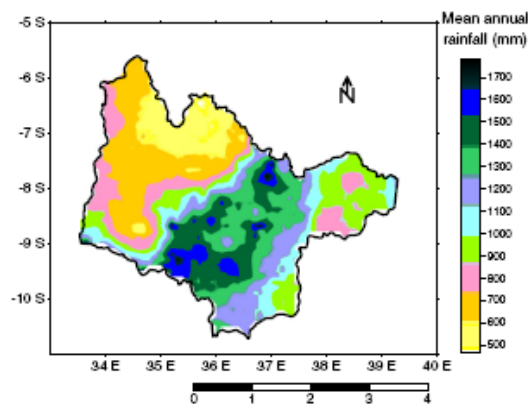 Mean annual
rainfall (mm)
-5 S
-6 S
-7 S
-8 S
-9 S
-10 S
N
1700
1600
1500
1400
1300
1200
1100
1000
900
800
700
600
500
34 E
35 E
36 E
37 E
38 E
39 E
40 E
0
1
2
3
4